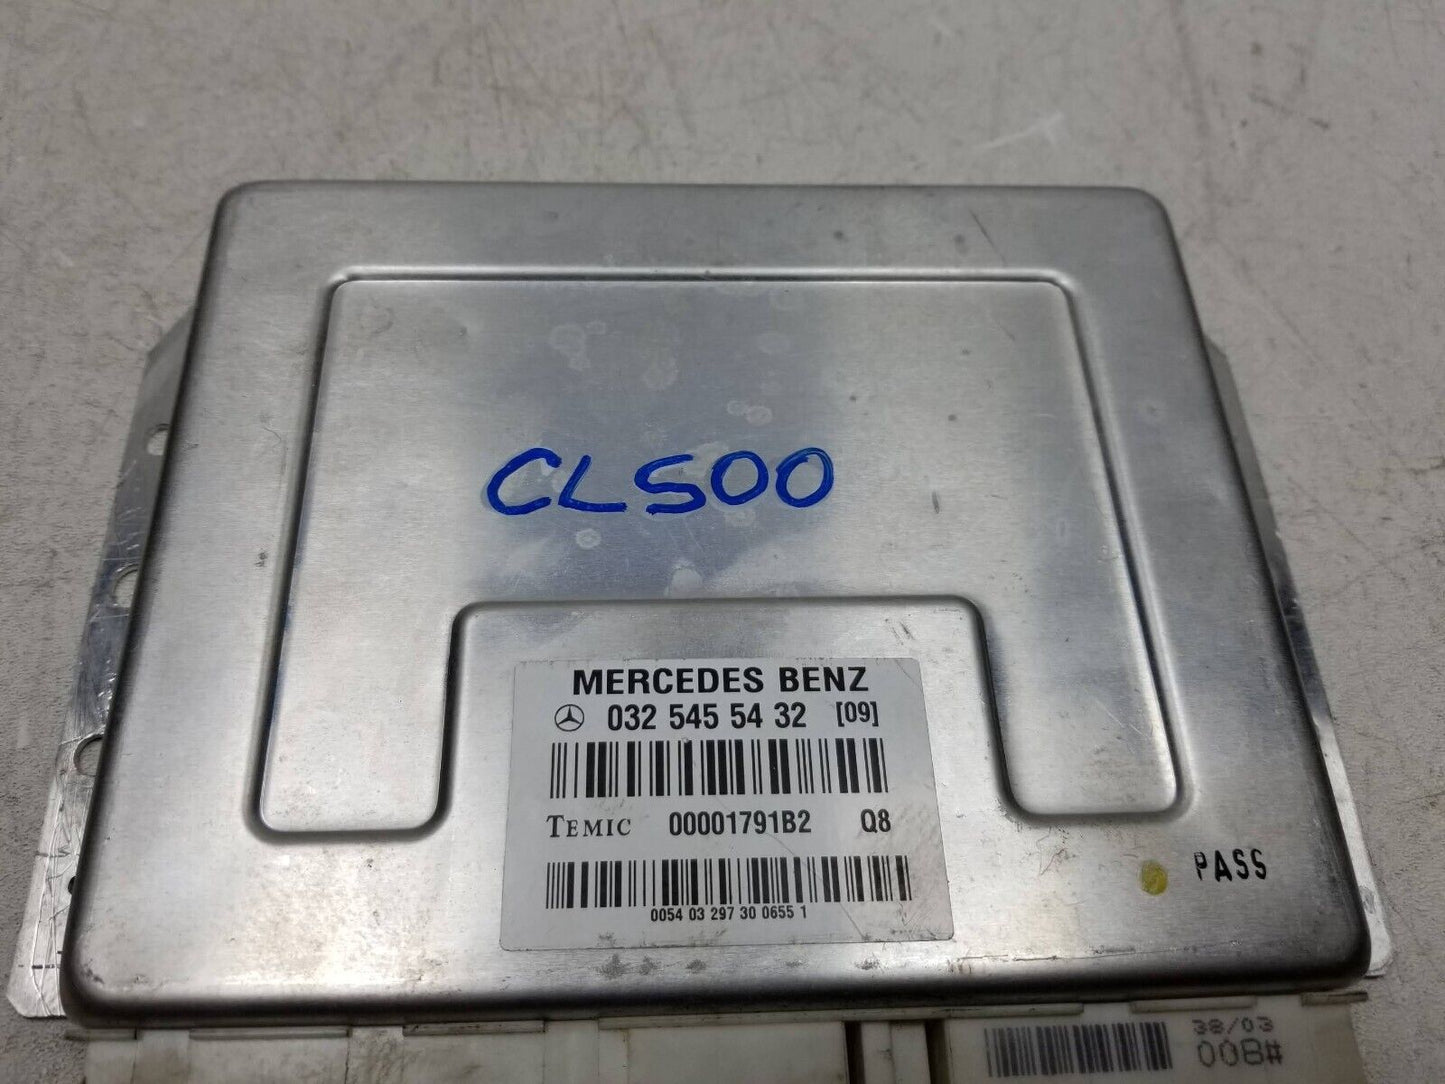 CL500
MERCEDES BENZ
032 545 54 32 [09]
TEMIC 00001791B2 Q8
0054 03 297 30 0655 1
PASS
38/03
00B#